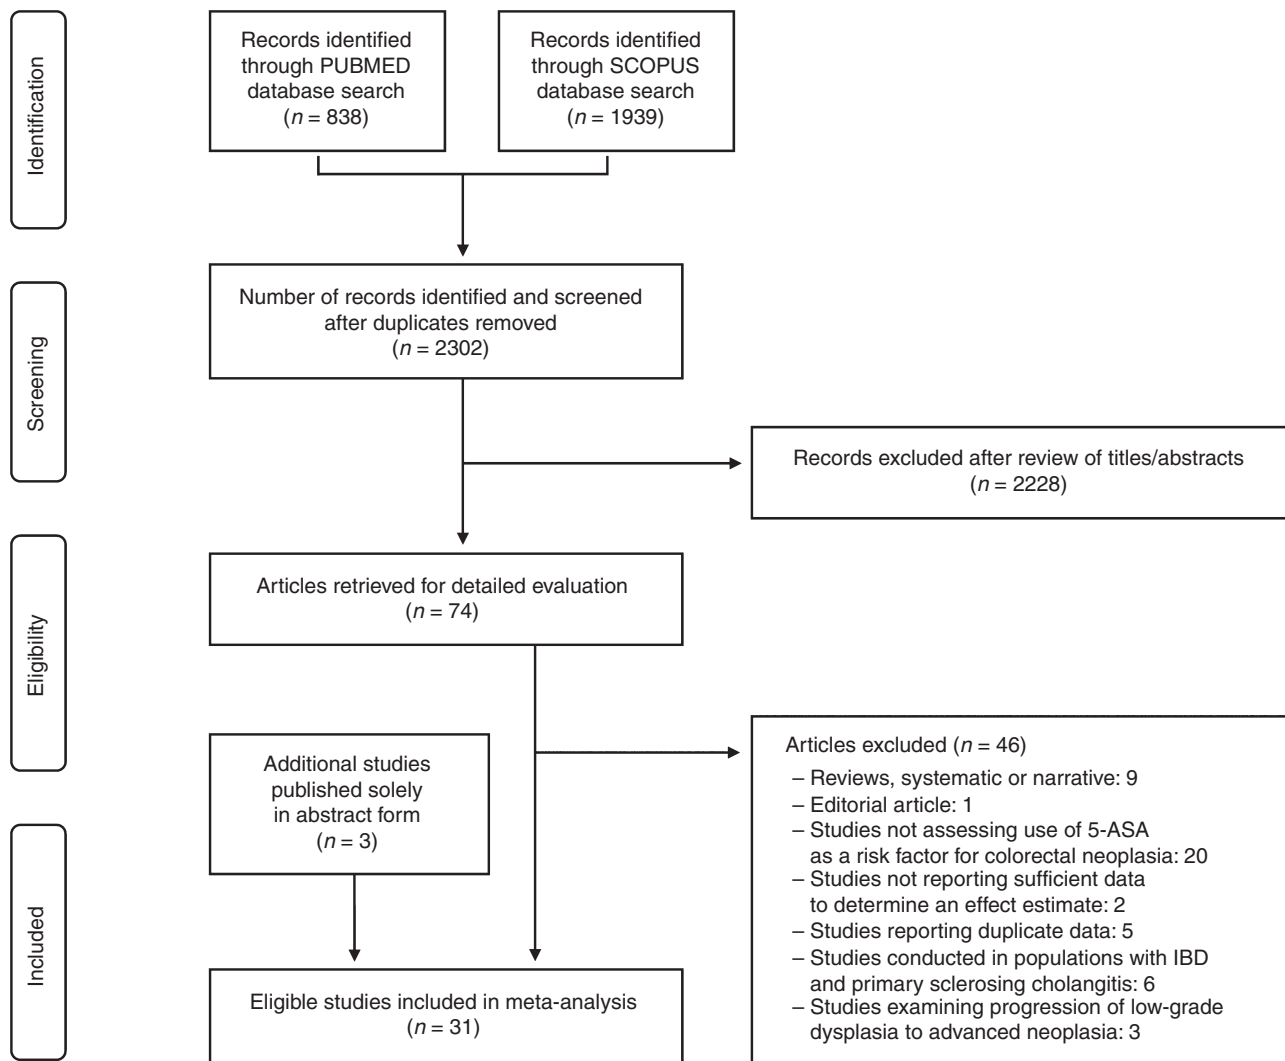 Identification
Records identified
through PUBMED
database search
(n = 838)
Records identified
through SCOPUS
database search
(n = 1939)
Screening
Number of records identified and screened
after duplicates removed
(n = 2302)
Records excluded after review of titles/abstracts
(n = 2228)
Eligibility
Articles retrieved for detailed evaluation
(n = 74)
Articles excluded (n = 46)
– Reviews, systematic or narrative: 9
– Editorial article: 1
– Studies not assessing use of 5-ASA
as a risk factor for colorectal neoplasia: 20
– Studies not reporting sufficient data
to determine an effect estimate: 2
– Studies reporting duplicate data: 5
– Studies conducted in populations with IBD
and primary sclerosing cholangitis: 6
– Studies examining progression of low-grade
dysplasia to advanced neoplasia: 3
Additional studies
published solely
in abstract form
(n = 3)
Included
Eligible studies included in meta-analysis
(n = 31)